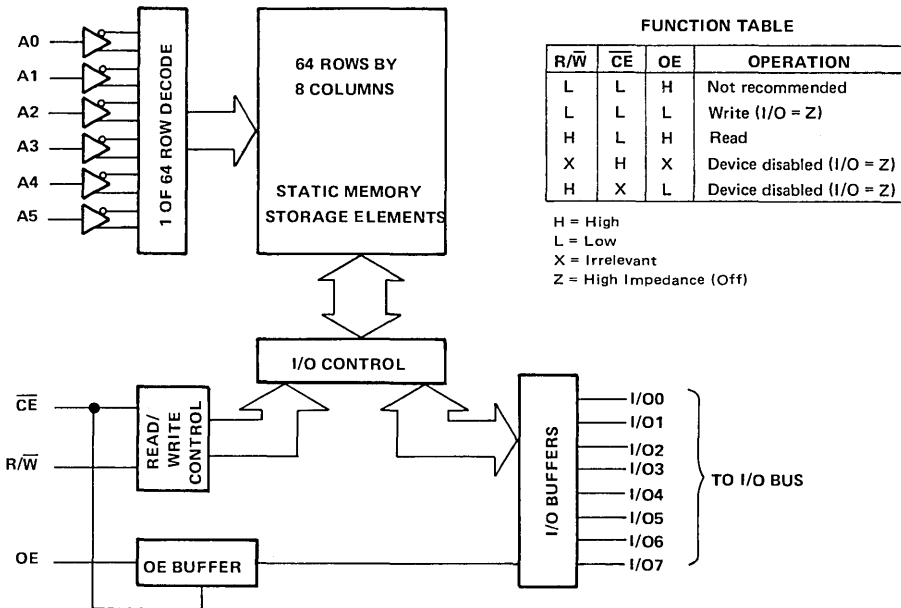 A0
A1
A2
A3
A4
A5
1 OF 64 ROW DECODE
64 ROWS BY
8 COLUMNS
STATIC MEMORY
STORAGE ELEMENTS
FUNCTION TABLE
R/W̅ C̅E̅ OE OPERATION
L L H Not recommended
L L L Write (I/O = Z)
H L H Read
X H X Device disabled (I/O = Z)
H X L Device disabled (I/O = Z)
H = High
L = Low
X = Irrelevant
Z = High Impedance (Off)
I/O CONTROL
C̅E̅
R/W̅
READ/
WRITE
CONTROL
OE
OE BUFFER
I/O BUFFERS
I/O0
I/O1
I/O2
I/O3
I/O4
I/O5
I/O6
I/O7
TO I/O BUS